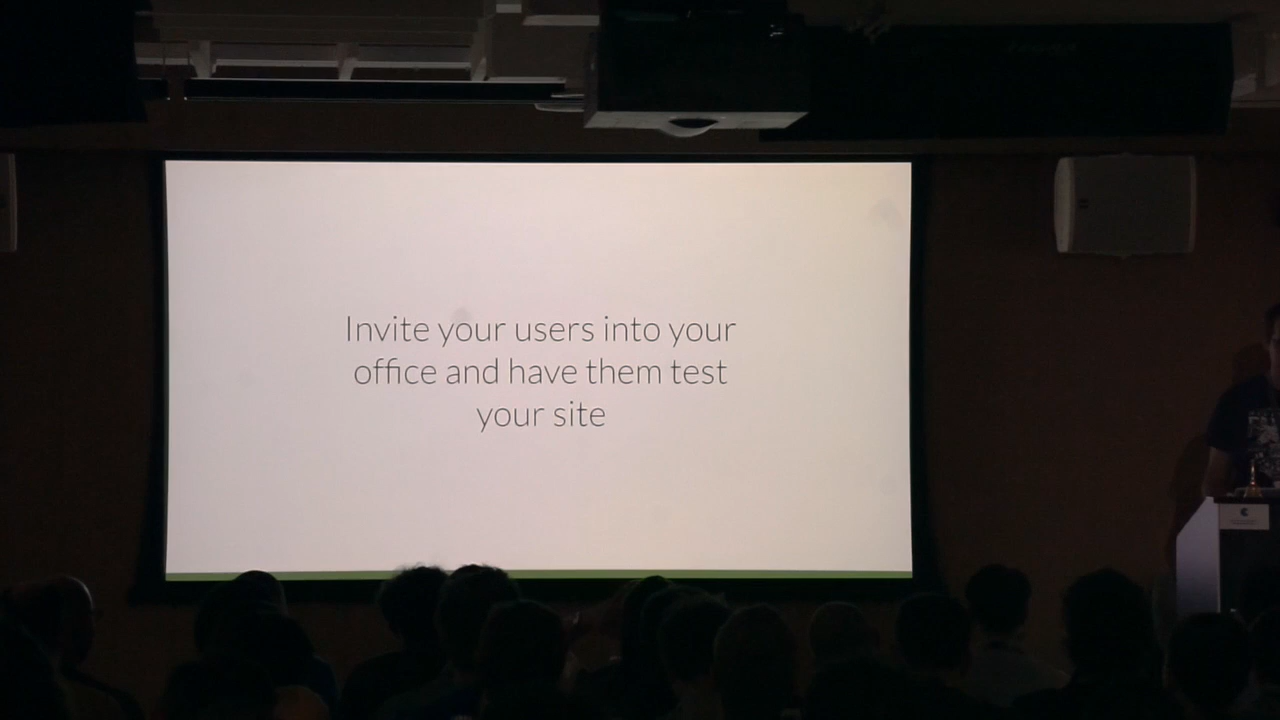 Invite your users into your
office and have them test
your site